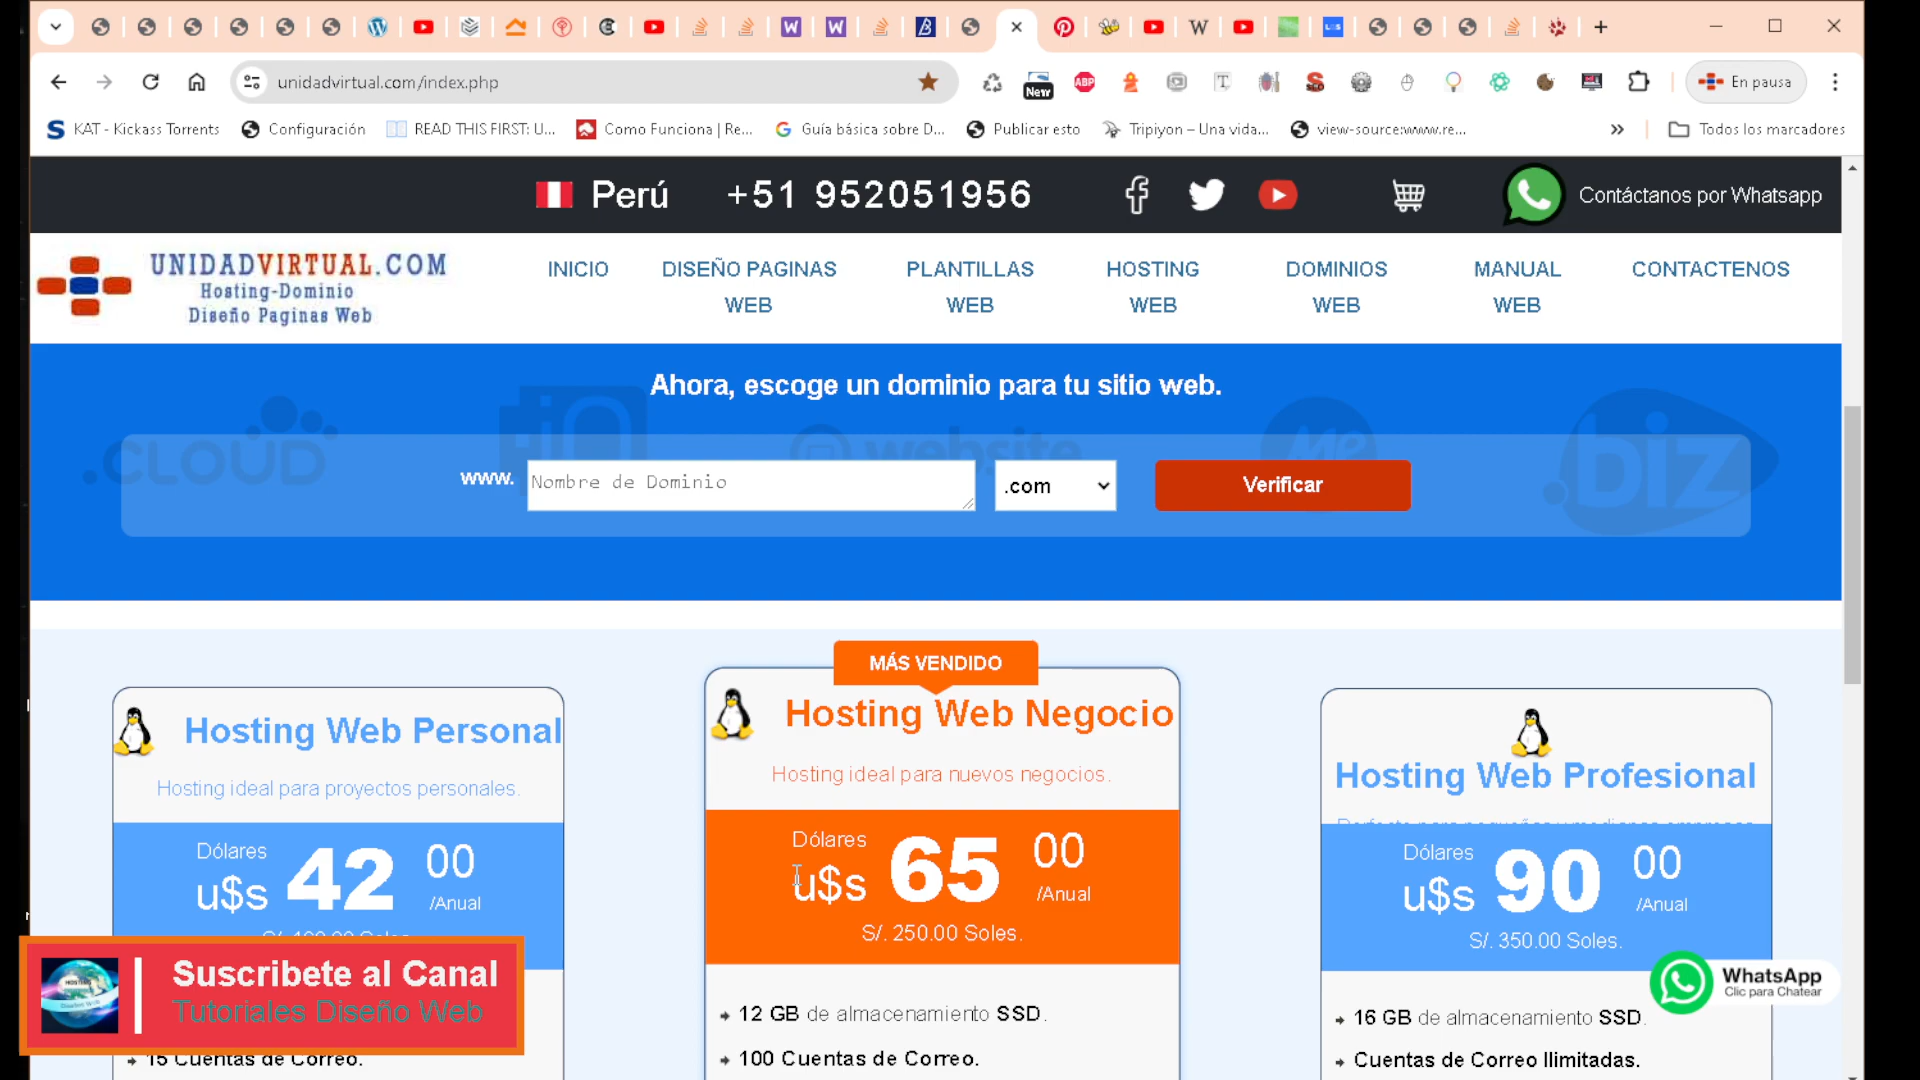 unidadvirtual.com/index.php
New
ABP
En pausa
KAT - Kickass Torrents
Configuración
READ THIS FIRST: U...
Como Funciona | Re...
Guía básica sobre D...
Publicar esto
Tripiyon – Una vida...
view-source:www.re...
Todos los marcadores
Perú
+51 952051956
Contáctanos por Whatsapp
UNIDADVIRTUAL.COM
Hosting-Dominio
Diseño Paginas Web
INICIO
DISEÑO PAGINAS
WEB
PLANTILLAS
WEB
HOSTING
WEB
DOMINIOS
WEB
MANUAL
WEB
CONTACTENOS
Ahora, escoge un dominio para tu sitio web.
.CLOUD
website
Me
.biz
www.
Nombre de Dominio
.com
Verificar
MÁS VENDIDO
Hosting Web Personal
Hosting ideal para proyectos personales.
Dólares
u$s 42 00
/Anual
Hosting Web Negocio
Hosting ideal para nuevos negocios.
Dólares
u$s 65 00
/Anual
S/. 250.00 Soles.
12 GB de almacenamiento SSD.
100 Cuentas de Correo.
Hosting Web Profesional
Dólares
u$s 90 00
/Anual
S/. 350.00 Soles.
16 GB de almacenamiento SSD.
Cuentas de Correo Ilimitadas.
Suscribete al Canal
Tutoriales Diseño Web
15 Cuentas de Correo.
WhatsApp
Clic para Chatear